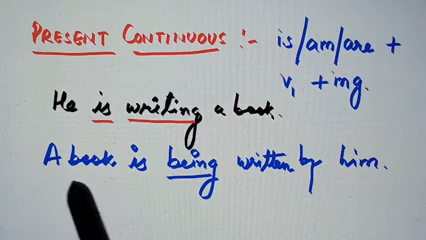 PRESENT CONTINUOUS :- is/am/are +
V1 + ing.
He is writing a book.
A book is being written by him.